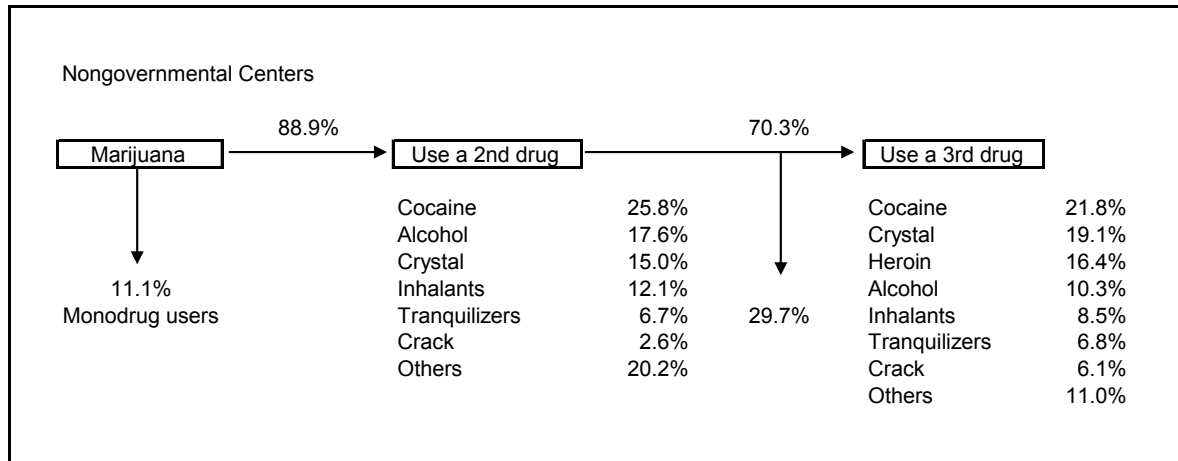 Nongovernmental Centers
88.9% 70.3%
Marijuana Use a 2nd drug Use a 3rd drug
Cocaine 25.8% Cocaine 21.8%
Alcohol 17.6% Crystal 19.1%
Crystal 15.0% Heroin 16.4%
11.1% Inhalants 12.1% Alcohol 10.3%
Monodrug users Tranquilizers 6.7% 29.7% Inhalants 8.5%
Crack 2.6% Tranquilizers 6.8%
Others 20.2% Crack 6.1%
Others 11.0%